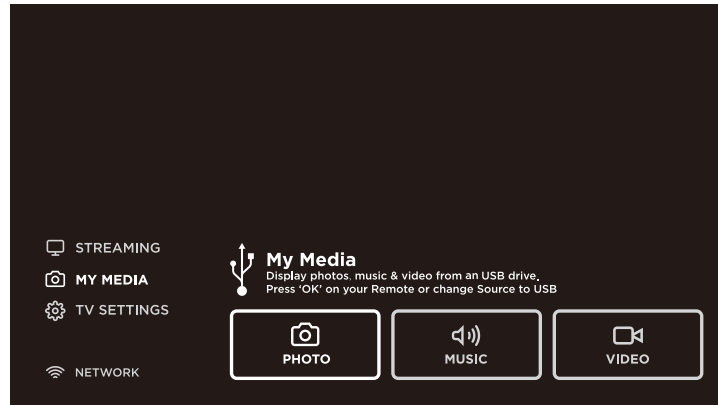 STREAMING
MY MEDIA
TV SETTINGS
NETWORK
My Media
Display photos, music & video from an USB drive.
Press ‘OK’ on your Remote or change Source to USB
PHOTO
MUSIC
VIDEO